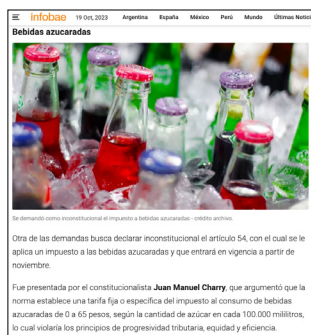 infobae
19 Oct, 2023
Argentina España México Perú Mundo Últimas Notici
Bebidas azucaradas
Se demandó como inconstitucional el impuesto a bebidas azucaradas - crédito archivo.
Otra de las demandas busca declarar inconstitucional el artículo 54, con el cual se le
aplica un impuesto a las bebidas azucaradas y que entrará en vigencia a partir de
noviembre.
Fue presentada por el constitucionalista Juan Manuel Charry, que argumentó que la
norma establece una tarifa fija o específica del impuesto al consumo de bebidas
azucaradas de 0 a 65 pesos, según la cantidad de azúcar en cada 100.000 mililitros,
lo cual violaría los principios de progresividad tributaria, equidad y eficiencia.